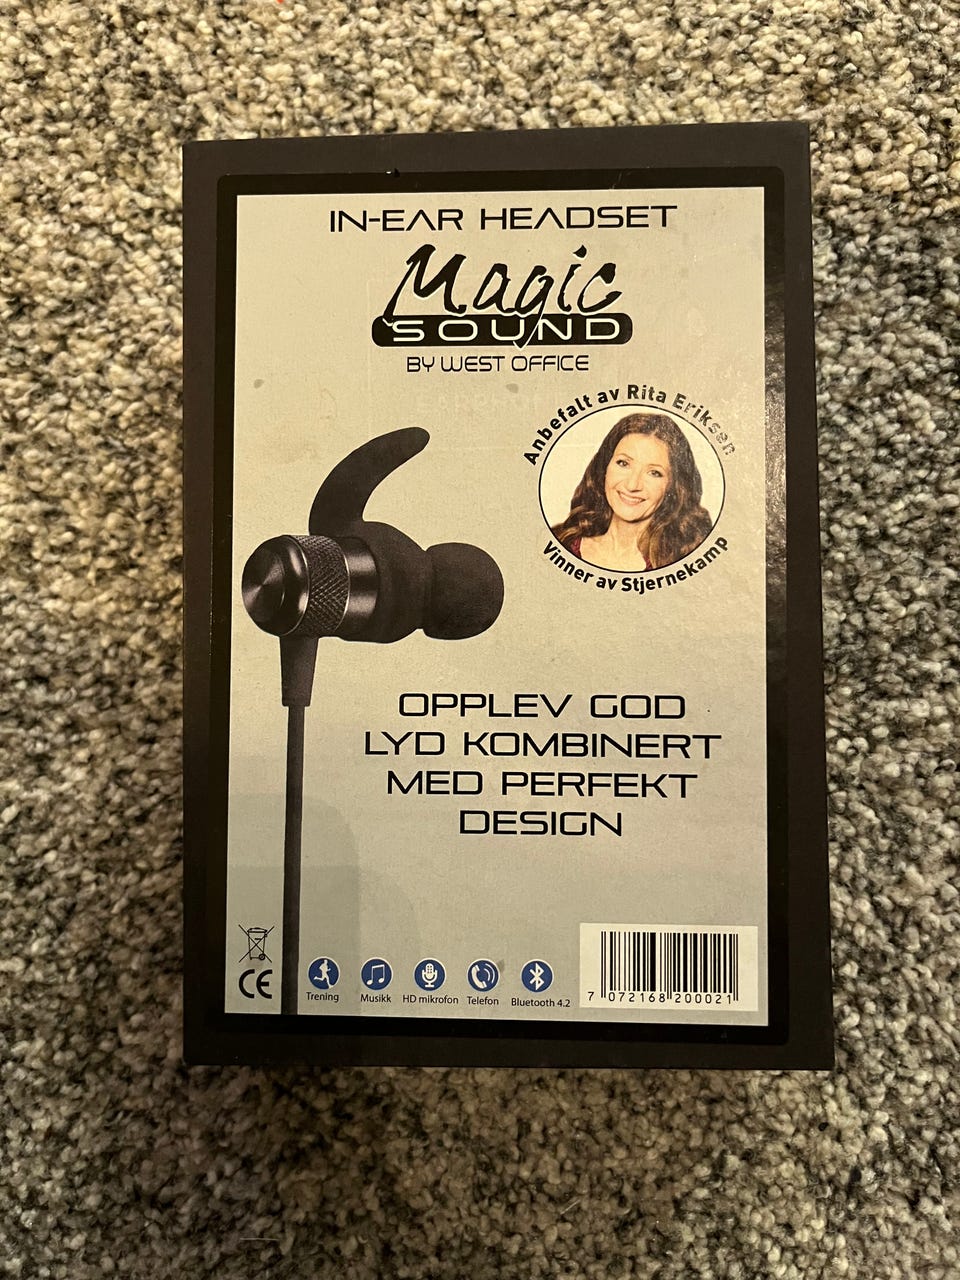 IN-EAR HEADSET
Magic
SOUND
BY WEST OFFICE
Anbefalt av Rita Eriksen
Vinner av Stjernekamp
OPPLEV GOD
LYD KOMBINERT
MED PERFEKT
DESIGN
CE
Trening
Musikk
HD mikrofon
Telefon
Bluetooth 4.2
7 072168 200021